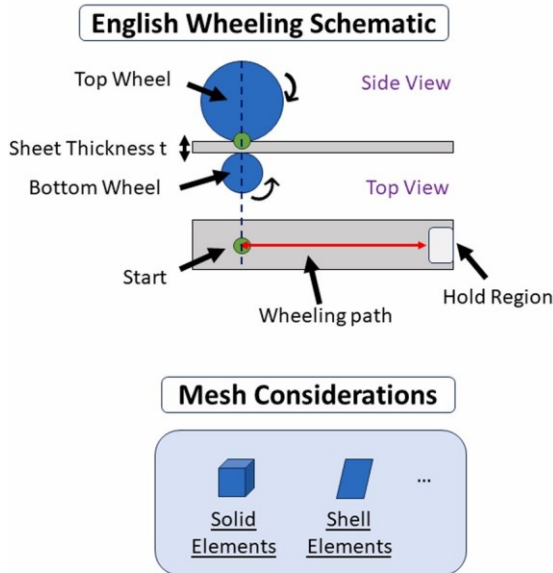 English Wheeling Schematic
Top Wheel
Side View
Sheet Thickness t
Bottom Wheel
Top View
Start
Wheeling path
Hold Region
Mesh Considerations
...
Solid
Elements
Shell
Elements